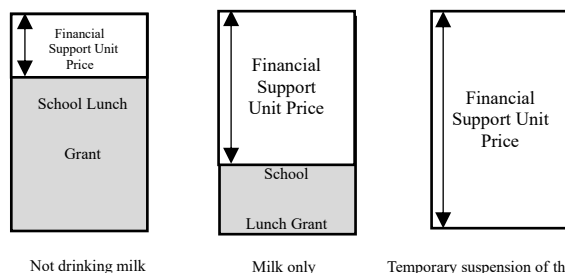 Financial
Support Unit
Price
School Lunch
Grant
Not drinking milk
Financial
Support
Unit Price
School
Lunch Grant
Milk only
Financial
Support Unit
Price
Temporary suspension of th